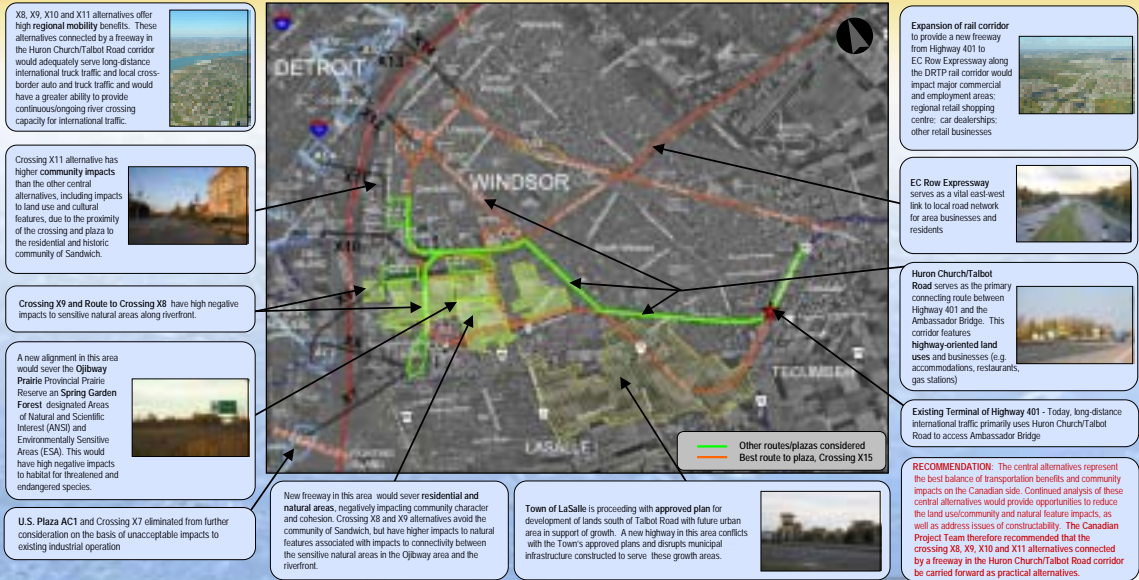 X8, X9, X10 and X11 alternatives offer
high regional mobility benefits. These
alternatives connected by a freeway in
the Huron Church/Talbot Road corridor
would adequately serve long-distance
international truck traffic and local cross-
border auto and truck traffic and would
have a greater ability to provide
continuous/ongoing river crossing
capacity for international traffic.
Crossing X11 alternative has
higher community impacts
than the other central
alternatives, including impacts
to land use and cultural
features, due to the proximity
of the crossing and plaza to
the residential and historic
community of Sandwich.
Crossing X9 and Route to Crossing X8 have high negative
impacts to sensitive natural areas along riverfront.
A new alignment in this area
would sever the Ojibway
Prairie Provincial Prairie
Reserve an Spring Garden
Forest designated Areas
of Natural and Scientific
Interest (ANSI) and
Environmentally Sensitive
Areas (ESA). This would
have high negative impacts
to habitat for threatened and
endangered species.
U.S. Plaza AC1 and Crossing X7 eliminated from further
consideration on the basis of unacceptable impacts to
existing industrial operation
DETROIT
WINDSOR
TECUMSEH
LASALLE
Other routes/plazas considered
Best route to plaza, Crossing X15
New freeway in this area would sever residential and
natural areas, negatively impacting community character
and cohesion. Crossing X8 and X9 alternatives avoid the
community of Sandwich, but have higher impacts to natural
features associated with impacts to connectivity between
the sensitive natural areas in the Ojibway area and the
riverfront.
Town of LaSalle is proceeding with approved plan for
development of lands south of Talbot Road with future urban
area in support of growth. A new highway in this area conflicts
with the Town's approved plans and disrupts municipal
infrastructure constructed to serve these growth areas.
Expansion of rail corridor
to provide a new freeway
from Highway 401 to
EC Row Expressway along
the DRTP rail corridor would
impact major commercial
and employment areas;
regional retail shopping
centre; car dealerships;
other retail businesses
EC Row Expressway
serves as a vital east-west
link to local road network
for area businesses and
residents
Huron Church/Talbot
Road serves as the primary
connecting route between
Highway 401 and the
Ambassador Bridge. This
corridor features
highway-oriented land
uses and businesses (e.g.
accommodations, restaurants,
gas stations)
Existing Terminal of Highway 401 - Today, long-distance
international traffic primarily uses Huron Church/Talbot
Road to access Ambassador Bridge
RECOMMENDATION: The central alternatives represent
the best balance of transportation benefits and community
impacts on the Canadian side. Continued analysis of these
central alternatives would provide opportunities to reduce
the land use/community and natural feature impacts, as
well as address issues of constructability. The Canadian
Project Team therefore recommended that the
crossing X8, X9, X10 and X11 alternatives connected
by a freeway in the Huron Church/Talbot Road corridor
be carried forward as practical alternatives.